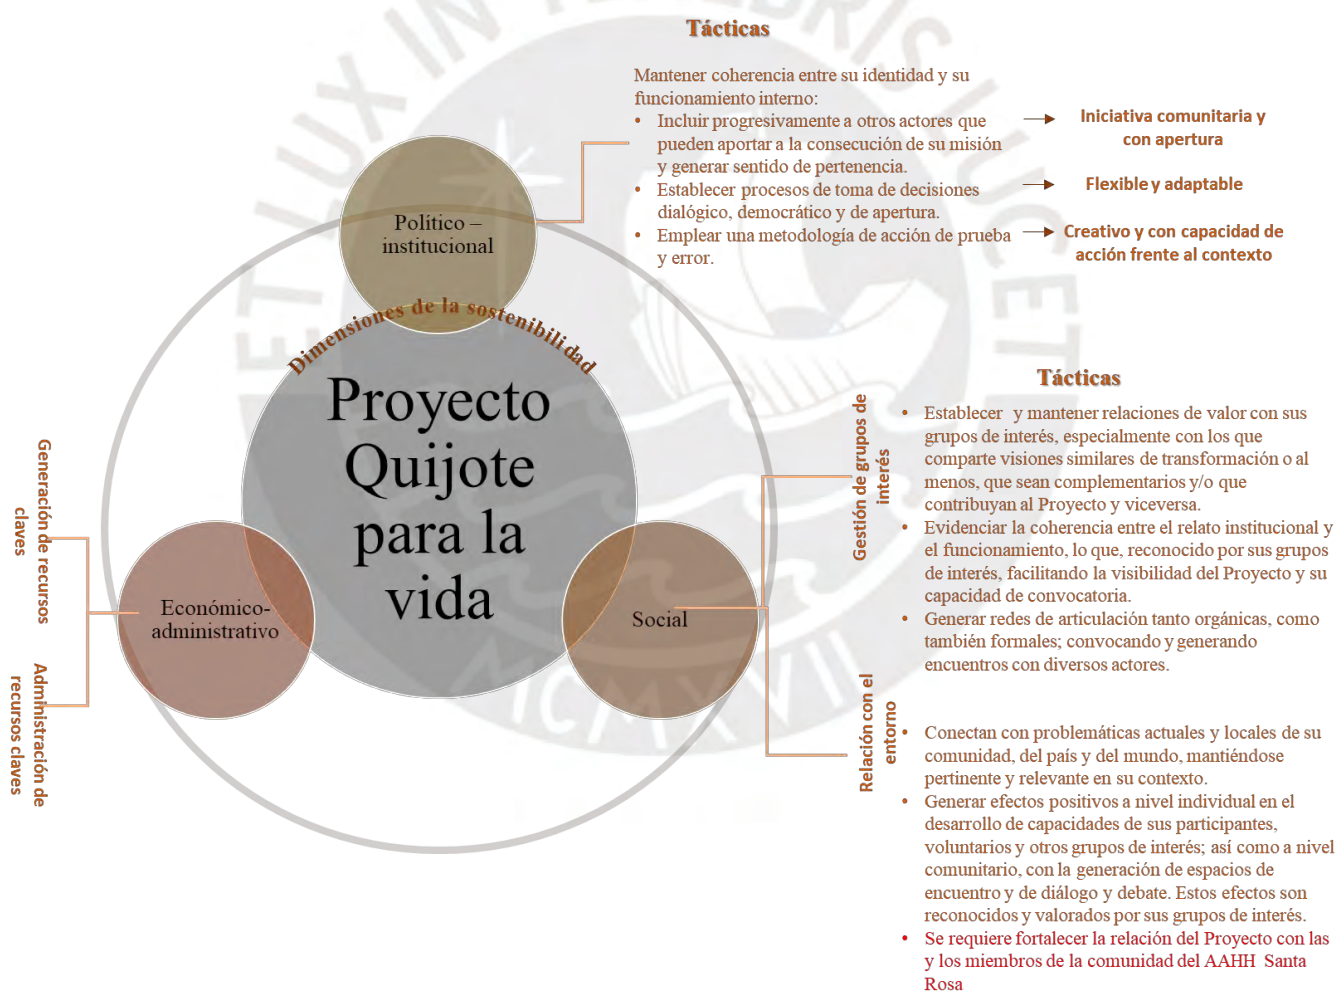 Tácticas
Mantener coherencia entre su identidad y su
funcionamiento interno:
• Incluir progresivamente a otros actores que
pueden aportar a la consecución de su misión
y generar sentido de pertenencia.
• Establecer procesos de toma de decisiones
dialógico, democrático y de apertura.
• Emplear una metodología de acción de prueba
y error.
Iniciativa comunitaria y
con apertura
Flexible y adaptable
Creativo y con capacidad de
acción frente al contexto
Político –
institucional
Dimensiones de la sostenibilidad
Proyecto
Quijote
para la
vida
Económico-
administrativo
Social
Generación de recursos
claves
Administración de
recursos claves
Gestión de grupos de
interés
Relación con el
entorno
Tácticas
• Establecer y mantener relaciones de valor con sus
grupos de interés, especialmente con los que
comparte visiones similares de transformación o al
menos, que sean complementarios y/o que
contribuyan al Proyecto y viceversa.
• Evidenciar la coherencia entre el relato institucional y
el funcionamiento, lo que, reconocido por sus grupos
de interés, facilitando la visibilidad del Proyecto y su
capacidad de convocatoria.
• Generar redes de articulación tanto orgánicas, como
también formales; convocando y generando
encuentros con diversos actores.
• Conectan con problemáticas actuales y locales de su
comunidad, del país y del mundo, mantiéndose
pertinente y relevante en su contexto.
• Generar efectos positivos a nivel individual en el
desarrollo de capacidades de sus participantes,
voluntarios y otros grupos de interés; así como a nivel
comunitario, con la generación de espacios de
encuentro y de diálogo y debate. Estos efectos son
reconocidos y valorados por sus grupos de interés.
• Se requiere fortalecer la relación del Proyecto con las
y los miembros de la comunidad del AAHH Santa
Rosa
ET LUX IN TENEBRIS LUCET
MCMXVII